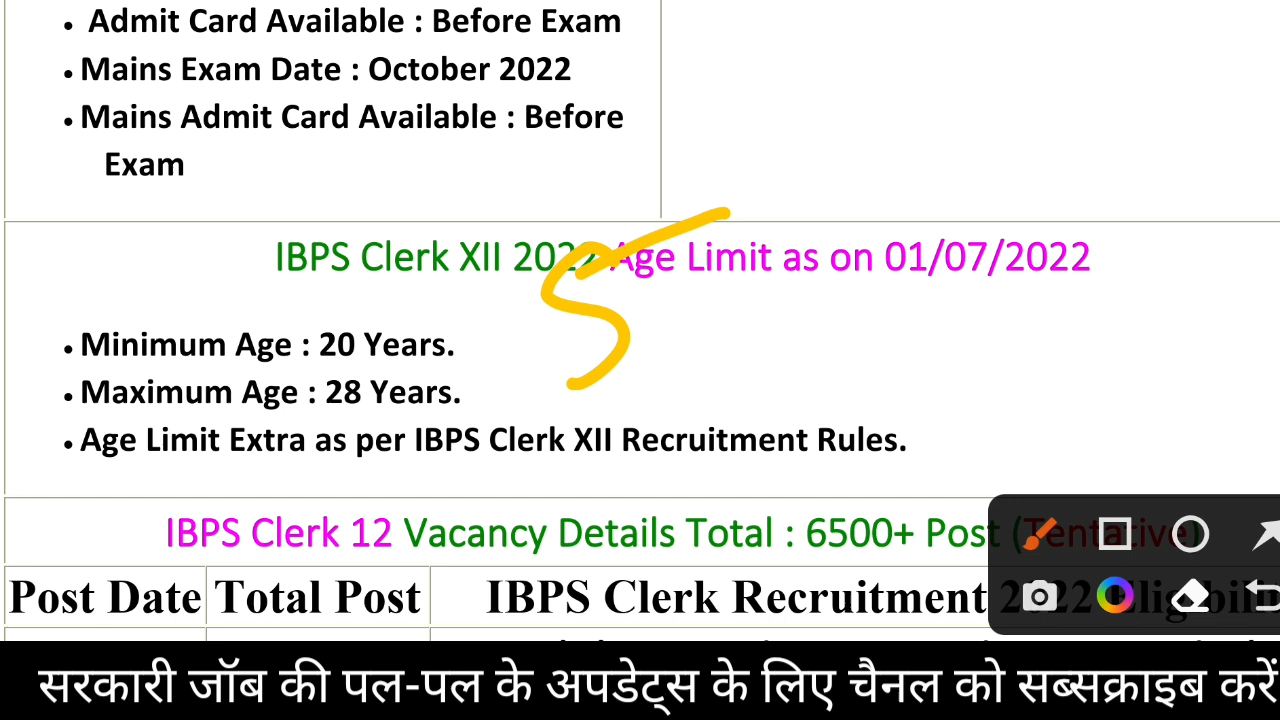 Admit Card Available : Before Exam
Mains Exam Date : October 2022
Mains Admit Card Available : Before
Exam
IBPS Clerk XII 2022 Age Limit as on 01/07/2022
Minimum Age : 20 Years.
Maximum Age : 28 Years.
Age Limit Extra as per IBPS Clerk XII Recruitment Rules.
IBPS Clerk 12 Vacancy Details Total : 6500+ Post (Tentative)
Post Date Total Post IBPS Clerk Recruitment 2022
सरकारी जॉब की पल-पल के अपडेट्स के लिए चैनल को सब्सक्राइब करें